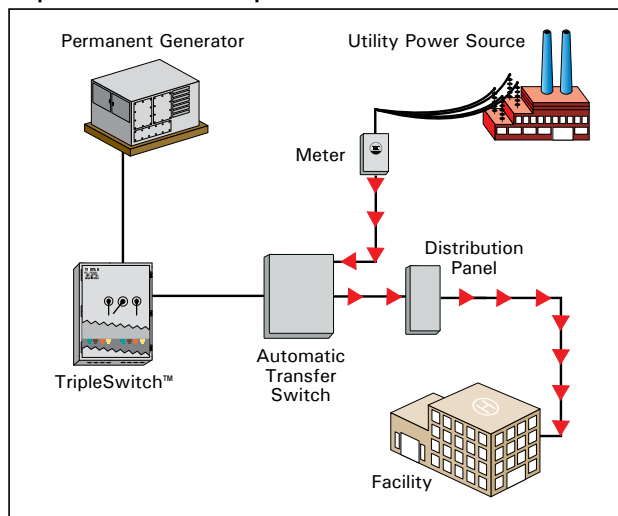 Permanent Generator
Utility Power Source
Meter
Distribution
Panel
TripleSwitch™
Automatic
Transfer
Switch
H
Facility